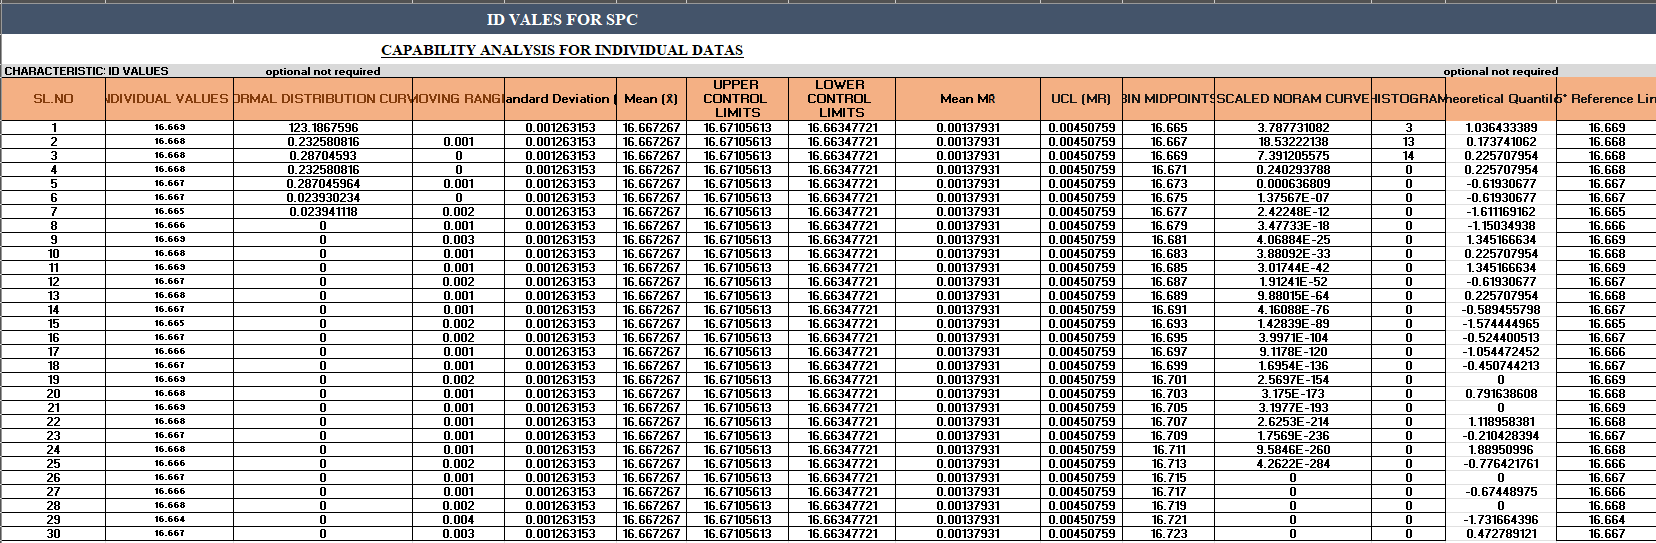 ID VALES FOR SPC
CAPABILITY ANALYSIS FOR INDIVIDUAL DATAS
CHARACTERISTIC: ID VALUES optional not required optional not required
SL.NO DIVIDUAL VALUES ORMAL DISTRIBUTION CURV MOVING RANGI andard Deviation ( Mean (X̄) UPPER CONTROL LIMITS LOWER CONTROL LIMITS Mean MR UCL (MR) BIN MIDPOINTS SCALED NORAM CURVE HISTOGRAM heoretical Quantil 5* Reference Lin
1 16.669 123.1867596 0.001263153 16.667267 16.67105613 16.66347721 0.00137931 0.00450759 16.665 3.787731082 3 1.036433389 16.669
2 16.668 0.232580816 0.001 0.001263153 16.667267 16.67105613 16.66347721 0.00137931 0.00450759 16.667 18.53222138 13 0.173741062 16.668
3 16.668 0.28704593 0 0.001263153 16.667267 16.67105613 16.66347721 0.00137931 0.00450759 16.669 7.391205575 14 0.225707954 16.668
4 16.668 0.232580816 0 0.001263153 16.667267 16.67105613 16.66347721 0.00137931 0.00450759 16.671 0.240293788 0 0.225707954 16.668
5 16.667 0.287045964 0.001 0.001263153 16.667267 16.67105613 16.66347721 0.00137931 0.00450759 16.673 0.000636809 0 -0.61930677 16.667
6 16.667 0.023930234 0 0.001263153 16.667267 16.67105613 16.66347721 0.00137931 0.00450759 16.675 1.37567E-07 0 -0.61930677 16.667
7 16.665 0.023941118 0.002 0.001263153 16.667267 16.67105613 16.66347721 0.00137931 0.00450759 16.677 2.42248E-12 0 -1.611169162 16.665
8 16.666 0 0.001 0.001263153 16.667267 16.67105613 16.66347721 0.00137931 0.00450759 16.679 3.47733E-18 0 -1.15034938 16.666
9 16.669 0 0.003 0.001263153 16.667267 16.67105613 16.66347721 0.00137931 0.00450759 16.681 4.06884E-25 0 1.345166634 16.669
10 16.668 0 0.001 0.001263153 16.667267 16.67105613 16.66347721 0.00137931 0.00450759 16.683 3.88092E-33 0 0.225707954 16.668
11 16.669 0 0.001 0.001263153 16.667267 16.67105613 16.66347721 0.00137931 0.00450759 16.685 3.01744E-42 0 1.345166634 16.669
12 16.667 0 0.002 0.001263153 16.667267 16.67105613 16.66347721 0.00137931 0.00450759 16.687 1.91241E-52 0 -0.61930677 16.667
13 16.668 0 0.001 0.001263153 16.667267 16.67105613 16.66347721 0.00137931 0.00450759 16.689 9.88015E-64 0 0.225707954 16.668
14 16.667 0 0.001 0.001263153 16.667267 16.67105613 16.66347721 0.00137931 0.00450759 16.691 4.16088E-76 0 -0.589455798 16.667
15 16.665 0 0.002 0.001263153 16.667267 16.67105613 16.66347721 0.00137931 0.00450759 16.693 1.42839E-89 0 -1.574444965 16.665
16 16.667 0 0.002 0.001263153 16.667267 16.67105613 16.66347721 0.00137931 0.00450759 16.695 3.9971E-104 0 -0.524400513 16.667
17 16.666 0 0.001 0.001263153 16.667267 16.67105613 16.66347721 0.00137931 0.00450759 16.697 9.1178E-120 0 -1.054472452 16.666
18 16.667 0 0.001 0.001263153 16.667267 16.67105613 16.66347721 0.00137931 0.00450759 16.699 1.6954E-136 0 -0.450744213 16.667
19 16.669 0 0.002 0.001263153 16.667267 16.67105613 16.66347721 0.00137931 0.00450759 16.701 2.5697E-154 0 0 16.669
20 16.668 0 0.001 0.001263153 16.667267 16.67105613 16.66347721 0.00137931 0.00450759 16.703 3.175E-173 0 0.791638608 16.668
21 16.669 0 0.001 0.001263153 16.667267 16.67105613 16.66347721 0.00137931 0.00450759 16.705 3.1977E-193 0 0 16.669
22 16.668 0 0.001 0.001263153 16.667267 16.67105613 16.66347721 0.00137931 0.00450759 16.707 2.6253E-214 0 1.118958381 16.668
23 16.667 0 0.001 0.001263153 16.667267 16.67105613 16.66347721 0.00137931 0.00450759 16.709 1.7569E-236 0 -0.210428394 16.667
24 16.668 0 0.001 0.001263153 16.667267 16.67105613 16.66347721 0.00137931 0.00450759 16.711 9.5846E-260 0 1.88950996 16.668
25 16.666 0 0.002 0.001263153 16.667267 16.67105613 16.66347721 0.00137931 0.00450759 16.713 4.2622E-284 0 -0.776421761 16.666
26 16.667 0 0.001 0.001263153 16.667267 16.67105613 16.66347721 0.00137931 0.00450759 16.715 0 0 0 16.667
27 16.666 0 0.001 0.001263153 16.667267 16.67105613 16.66347721 0.00137931 0.00450759 16.717 0 0 -0.67448975 16.666
28 16.668 0 0.002 0.001263153 16.667267 16.67105613 16.66347721 0.00137931 0.00450759 16.719 0 0 0 16.668
29 16.664 0 0.004 0.001263153 16.667267 16.67105613 16.66347721 0.00137931 0.00450759 16.721 0 0 -1.731664396 16.664
30 16.667 0 0.003 0.001263153 16.667267 16.67105613 16.66347721 0.00137931 0.00450759 16.723 0 0 0.472789121 16.667